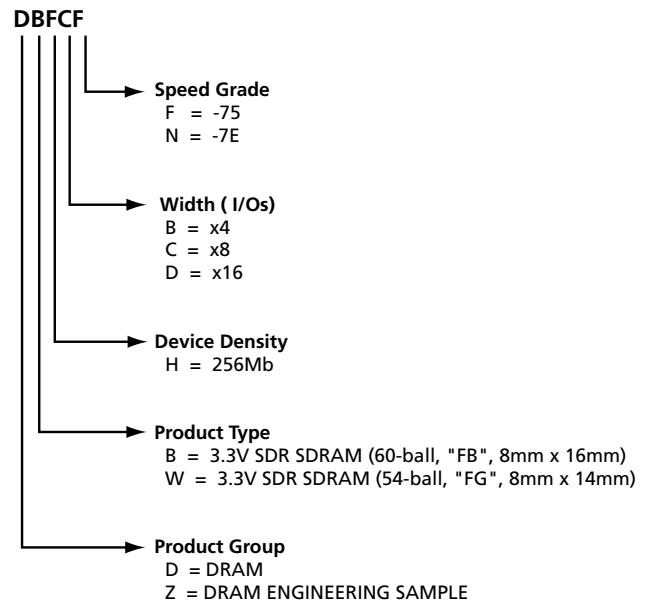 DBFCF
Speed Grade
F = -75
N = -7E
Width ( I/Os)
B = x4
C = x8
D = x16
Device Density
H = 256Mb
Product Type
B = 3.3V SDR SDRAM (60-ball, "FB", 8mm x 16mm)
W = 3.3V SDR SDRAM (54-ball, "FG", 8mm x 14mm)
Product Group
D = DRAM
Z = DRAM ENGINEERING SAMPLE